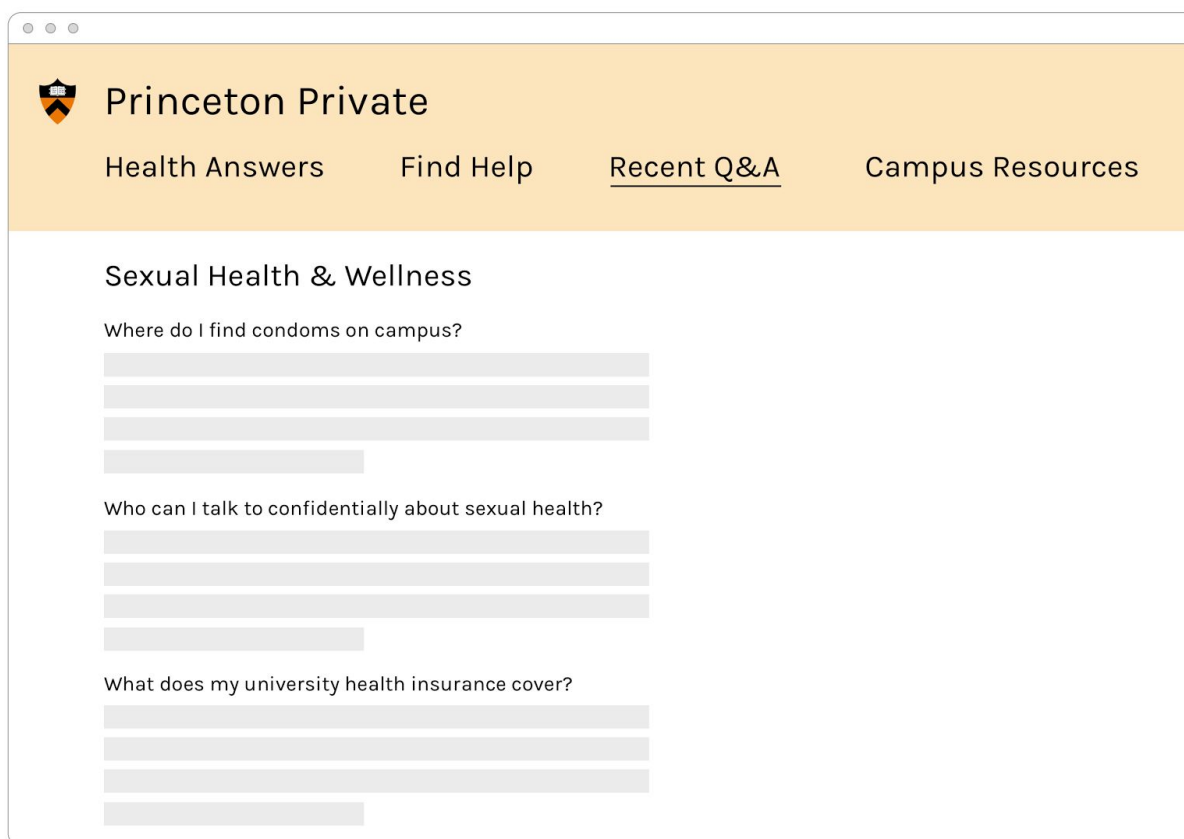 Princeton Private
Health Answers Find Help Recent Q&A Campus Resources
Sexual Health & Wellness
Where do I find condoms on campus?
Who can I talk to confidentially about sexual health?
What does my university health insurance cover?